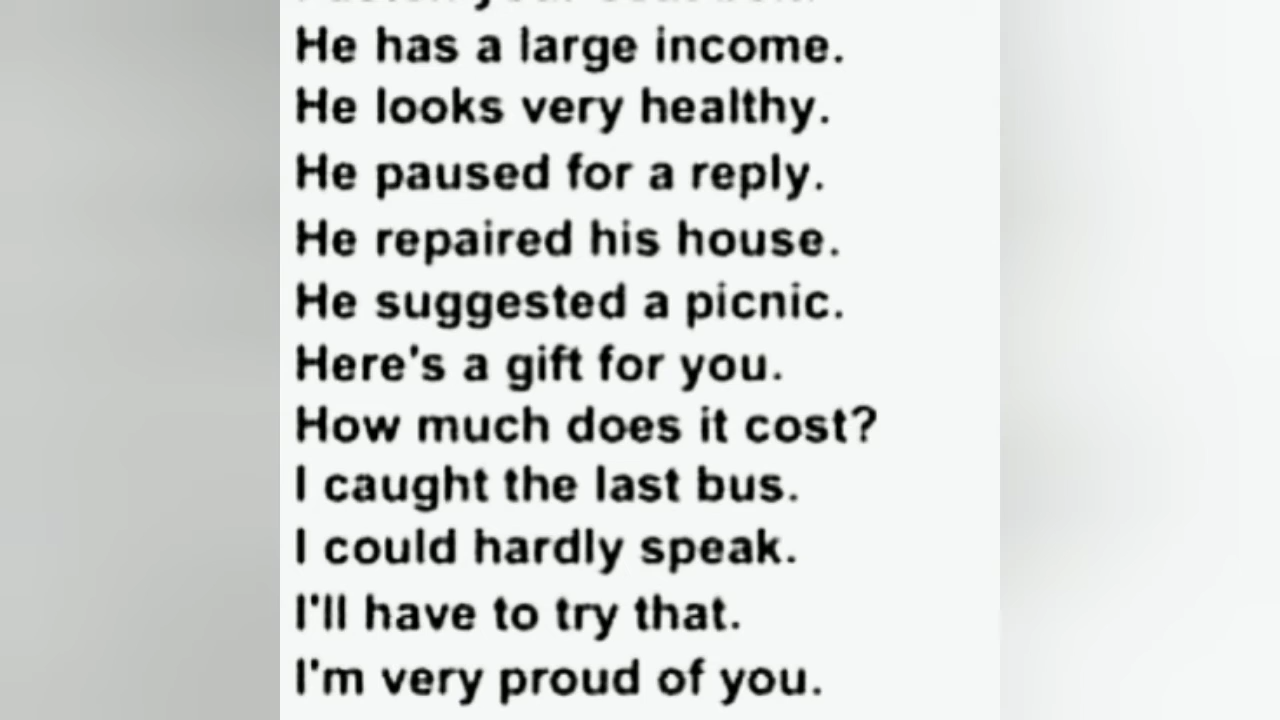 He has a large income.
He looks very healthy.
He paused for a reply.
He repaired his house.
He suggested a picnic.
Here's a gift for you.
How much does it cost?
I caught the last bus.
I could hardly speak.
I'll have to try that.
I'm very proud of you.